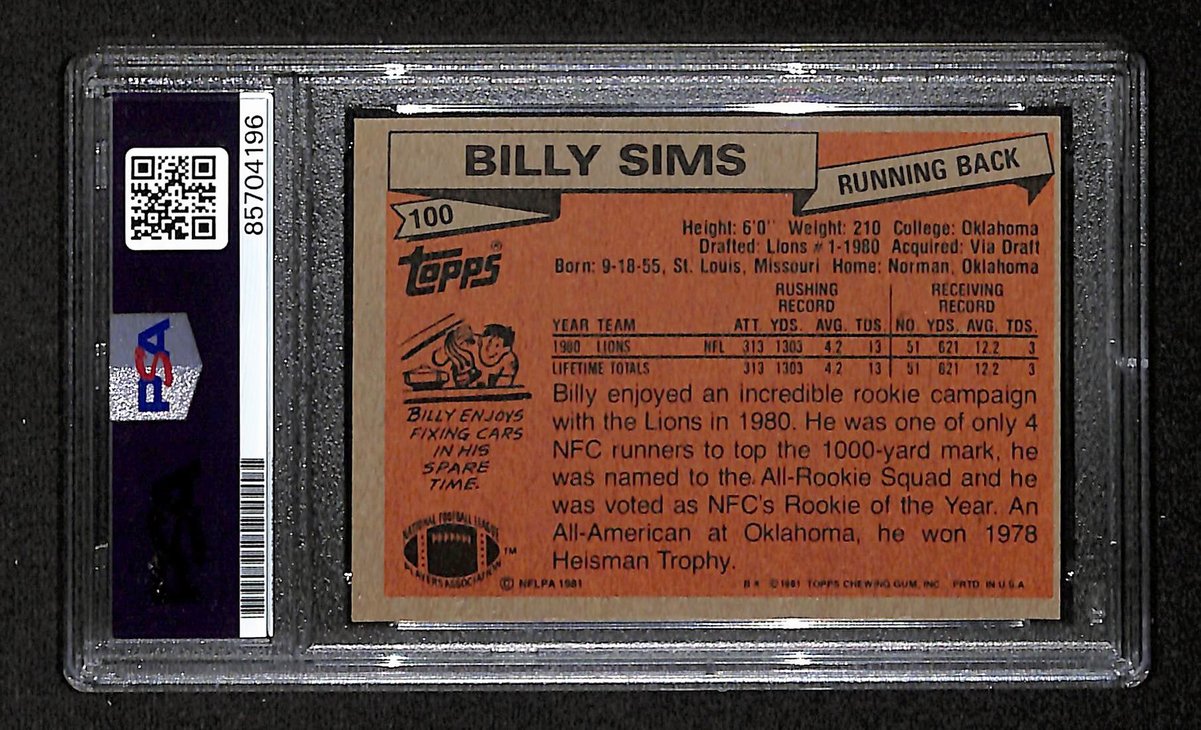 85704196
PSA
BILLY SIMS
RUNNING BACK
100
topps®
Height: 6'0" Weight: 210 College: Oklahoma
Drafted: Lions #1-1980 Acquired: Via Draft
Born: 9-18-55, St. Louis, Missouri Home: Norman, Oklahoma
RUSHING RECORD RECEIVING RECORD
YEAR TEAM ATT. YDS. AVG. TDS. NO. YDS. AVG. TDS.
1980 LIONS NFL 313 1303 4.2 13 51 621 12.2 3
LIFETIME TOTALS 313 1303 4.2 13 51 621 12.2 3
Billy enjoyed an incredible rookie campaign
with the Lions in 1980. He was one of only 4
NFC runners to top the 1000-yard mark, he
was named to the All-Rookie Squad and he
was voted as NFC's Rookie of the Year. An
All-American at Oklahoma, he won 1978
Heisman Trophy.
BILLY ENJOYS
FIXING CARS
IN HIS
SPARE
TIME.
NATIONAL FOOTBALL LEAGUE
PLAYERS ASSOCIATION
TM
© NFLPA 1981
B* © 1981 TOPPS CHEWING GUM, INC. PRTD. IN U.S.A.